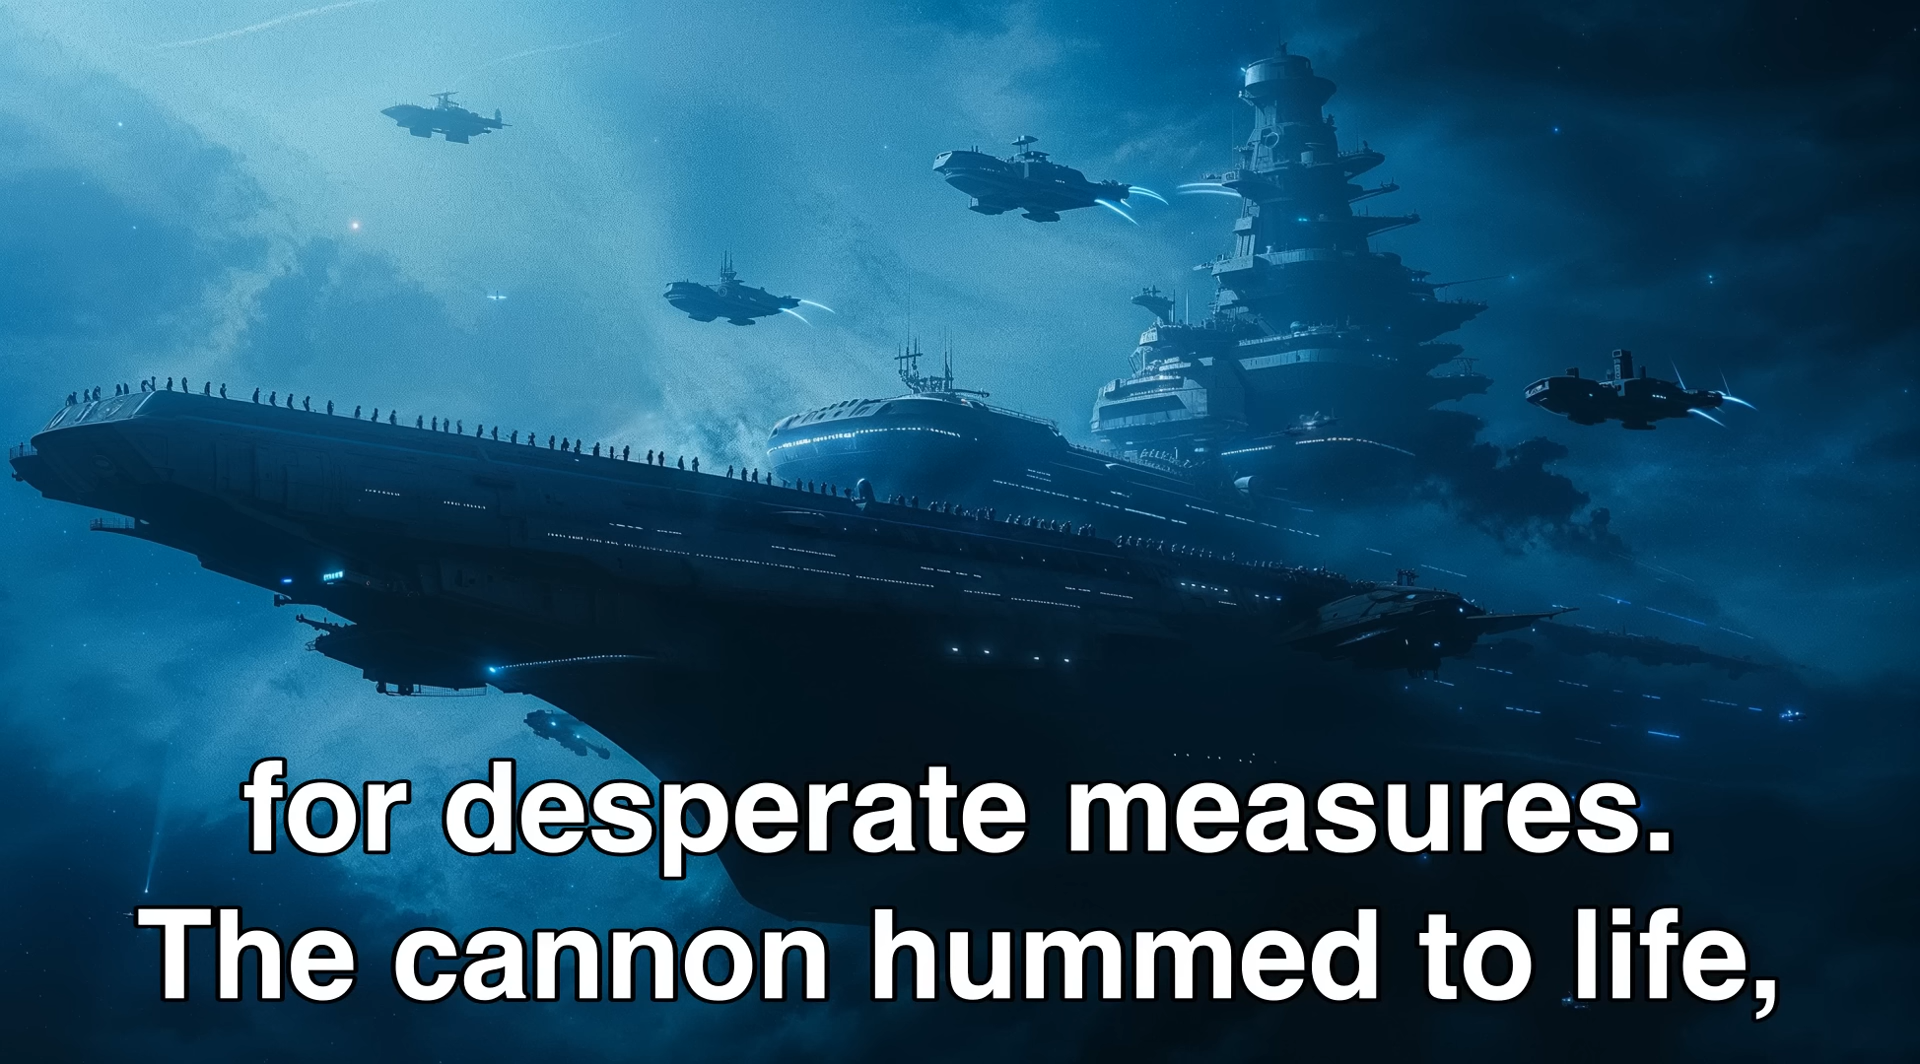 for desperate measures.
The cannon hummed to life,